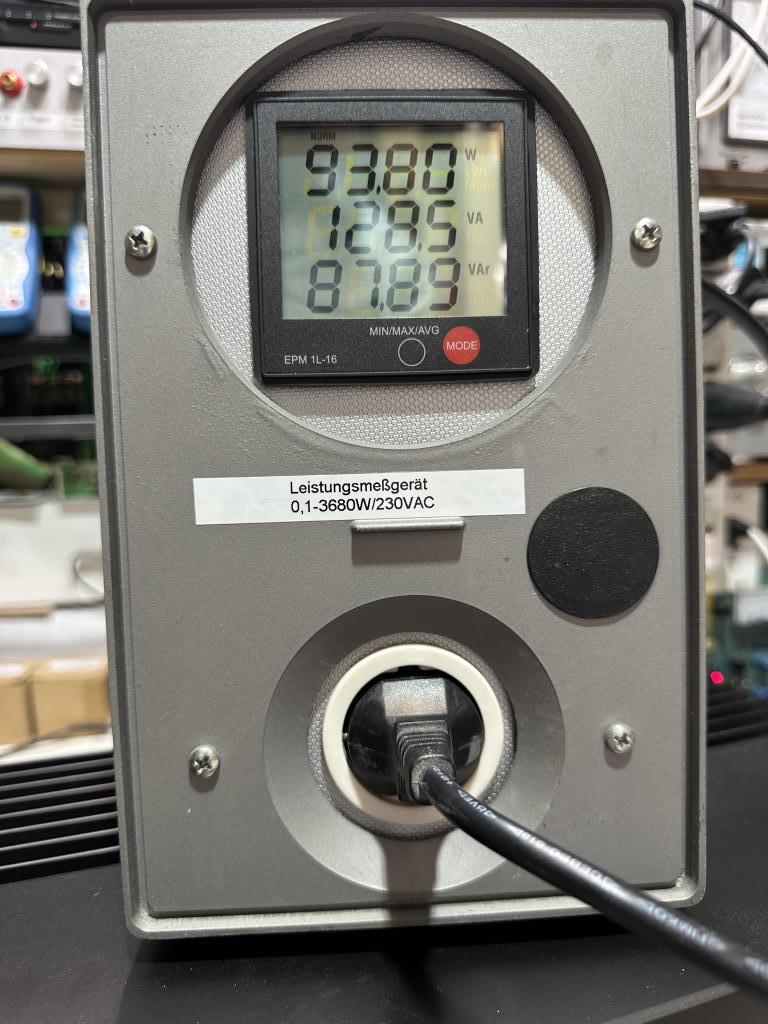 N3RM
93.80 W
128.5 VA
87.89 VAr
MIN/MAX/AVG
MODE
EPM 1L-16
Leistungsmeßgerät
0,1-3680W/230VAC